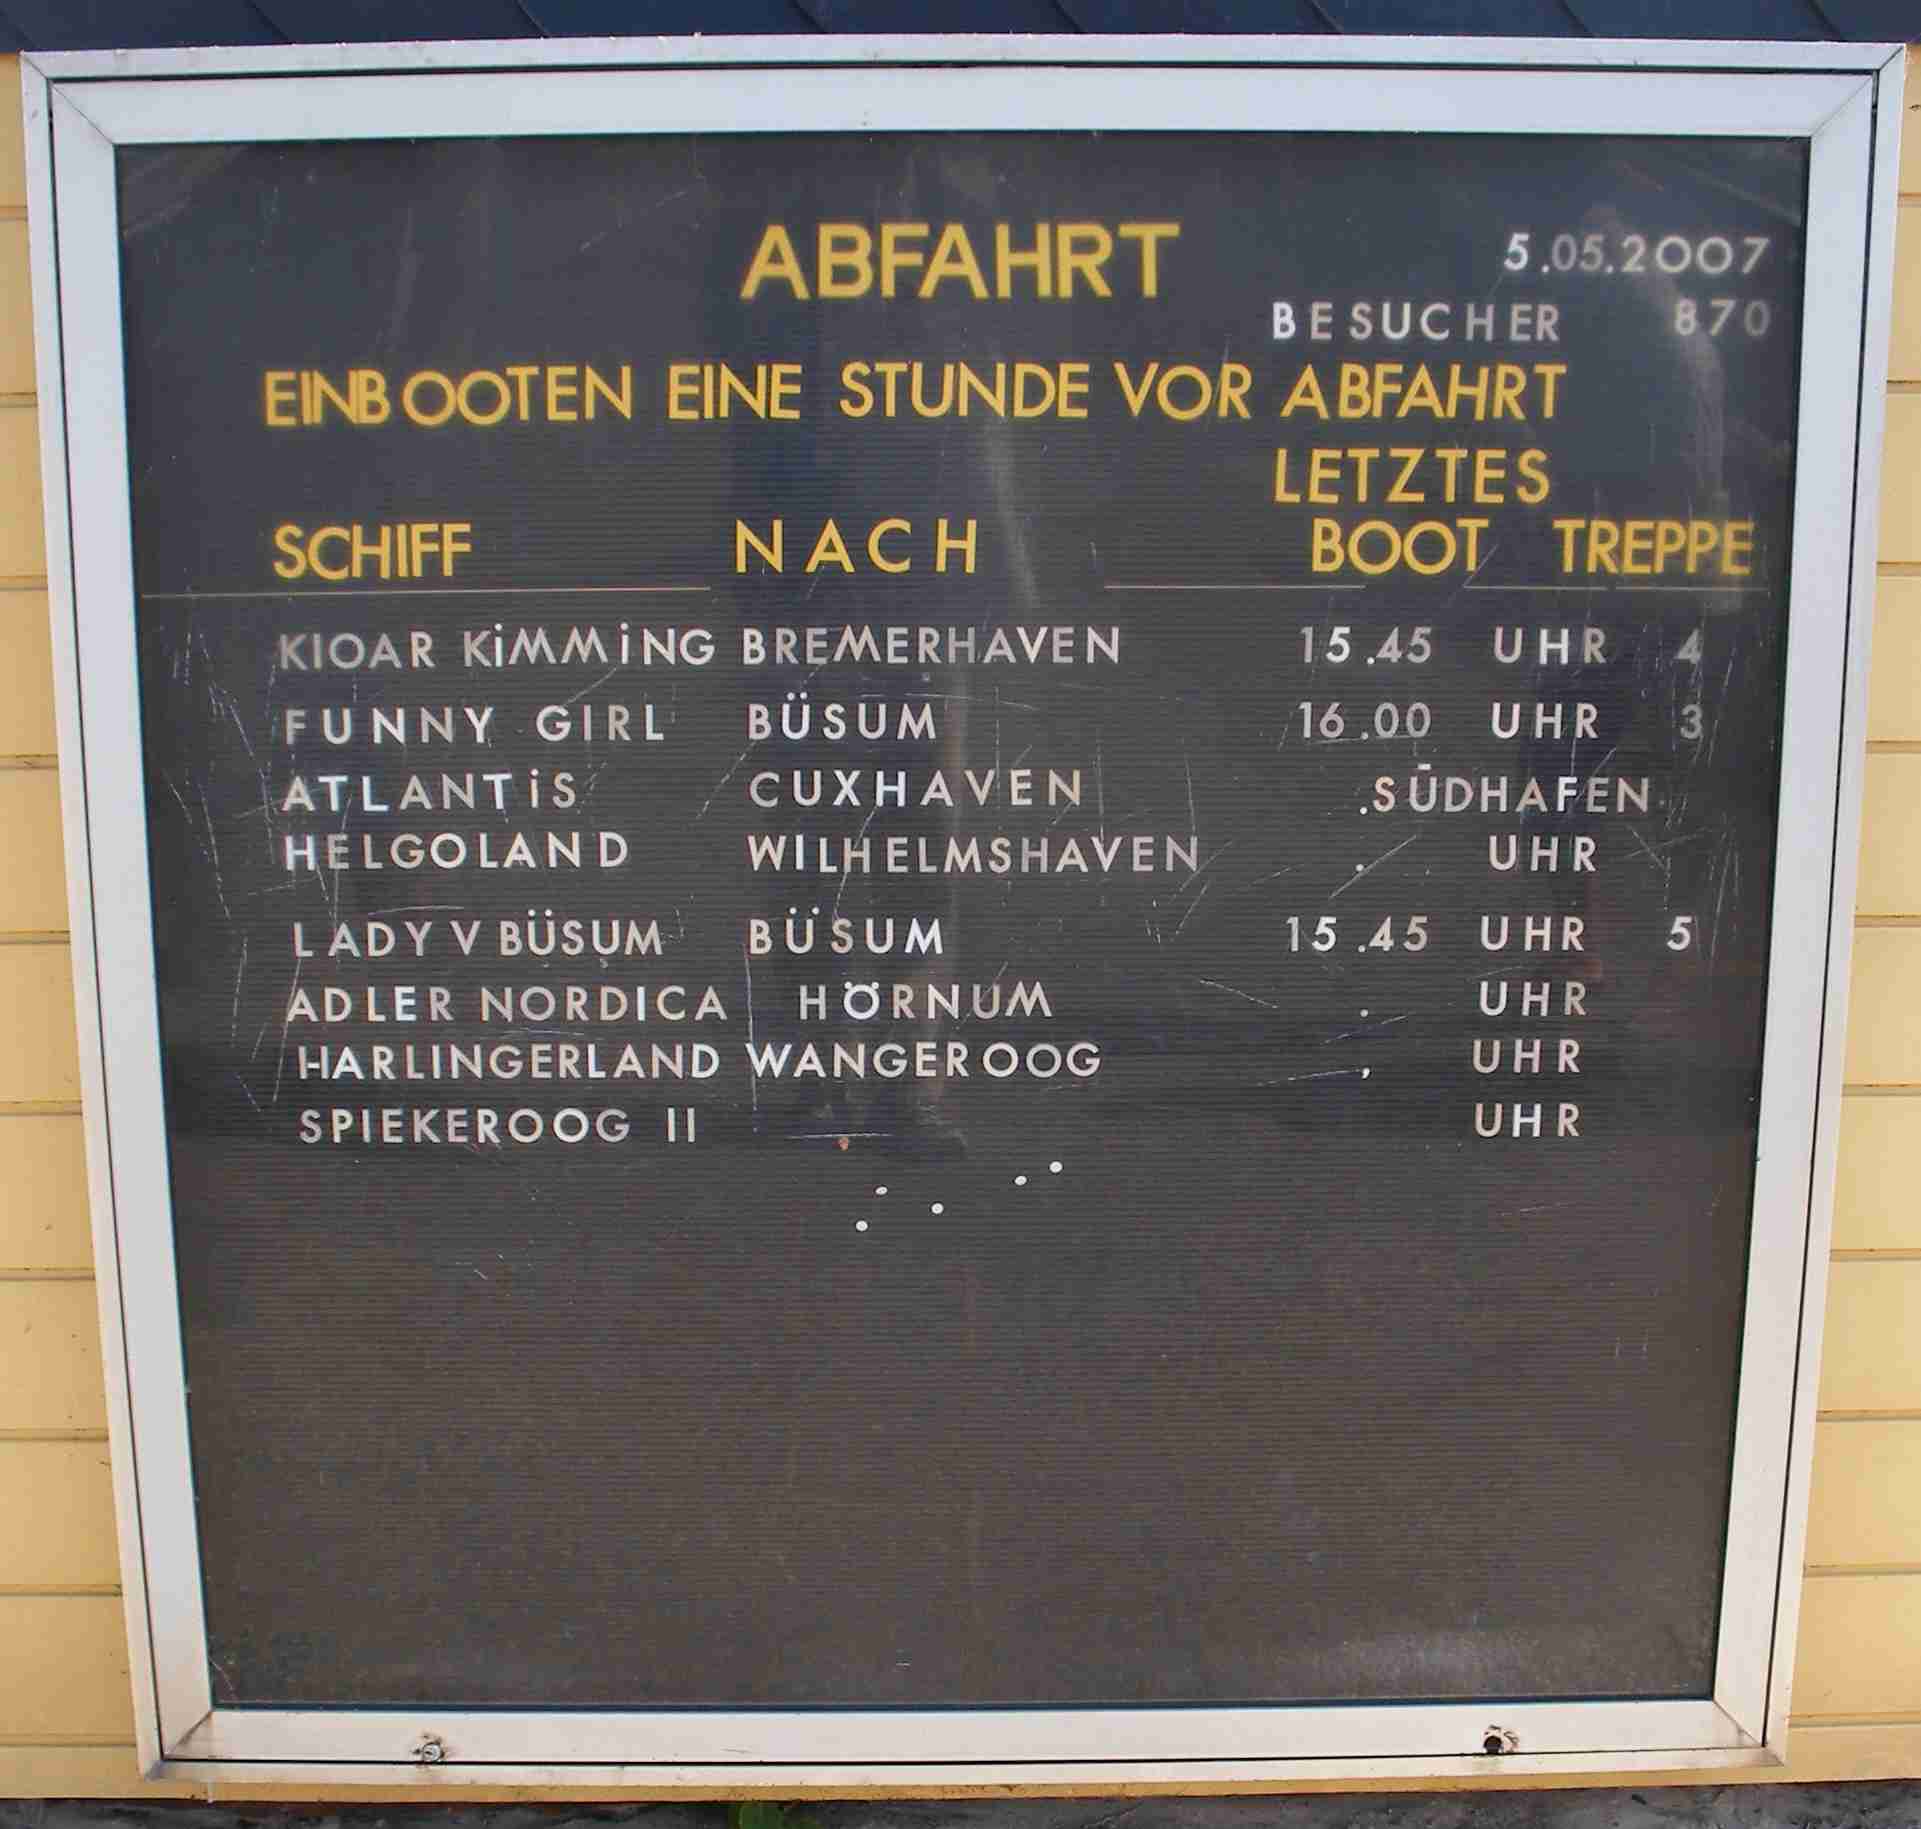 ABFAHRT 5.05.2007
BESUCHER 870
EINBOOTEN EINE STUNDE VOR ABFAHRT
LETZTES
SCHIFF NACH BOOT TREPPE
KIOAR KiMMiNG BREMERHAVEN 15.45 UHR 4
FUNNY GIRL BÜSUM 16.00 UHR 3
ATLANTiS CUXHAVEN .SŪDHAFEN
HELGOLAND WILHELMSHAVEN . UHR
LADY V BÜSUM BÜSUM 15.45 UHR 5
ADLER NORDICA HÖRNUM . UHR
HARLINGERLAND WANGEROOG , UHR
SPIEKEROOG II UHR